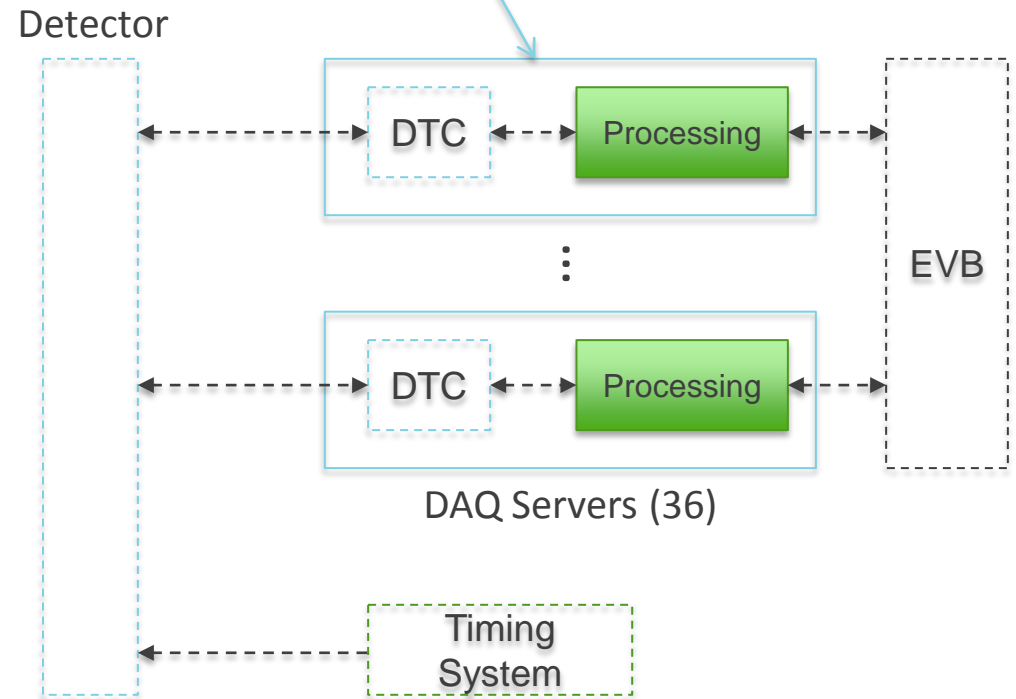 Detector
DTC
Processing
EVB
⋮
DTC
Processing
DAQ Servers (36)
Timing
System